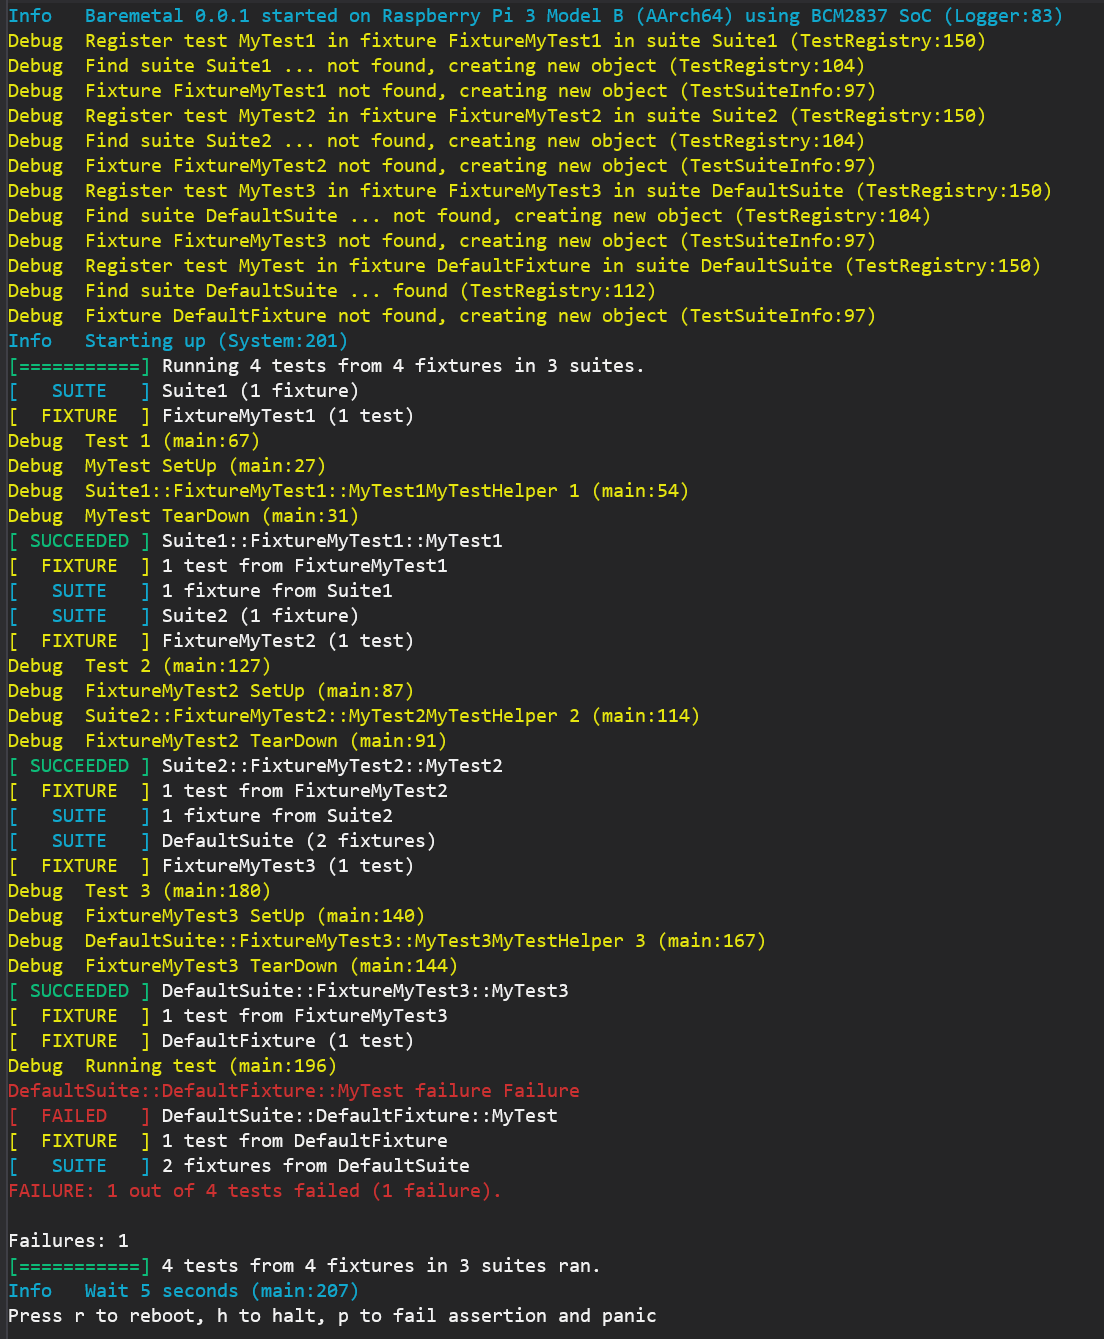 Info   Baremetal 0.0.1 started on Raspberry Pi 3 Model B (AArch64) using BCM2837 SoC (Logger:83)
Debug  Register test MyTest1 in fixture FixtureMyTest1 in suite Suite1 (TestRegistry:150)
Debug  Find suite Suite1 ... not found, creating new object (TestRegistry:104)
Debug  Fixture FixtureMyTest1 not found, creating new object (TestSuiteInfo:97)
Debug  Register test MyTest2 in fixture FixtureMyTest2 in suite Suite2 (TestRegistry:150)
Debug  Find suite Suite2 ... not found, creating new object (TestRegistry:104)
Debug  Fixture FixtureMyTest2 not found, creating new object (TestSuiteInfo:97)
Debug  Register test MyTest3 in fixture FixtureMyTest3 in suite DefaultSuite (TestRegistry:150)
Debug  Find suite DefaultSuite ... not found, creating new object (TestRegistry:104)
Debug  Fixture FixtureMyTest3 not found, creating new object (TestSuiteInfo:97)
Debug  Register test MyTest in fixture DefaultFixture in suite DefaultSuite (TestRegistry:150)
Debug  Find suite DefaultSuite ... found (TestRegistry:112)
Debug  Fixture DefaultFixture not found, creating new object (TestSuiteInfo:97)
Info   Starting up (System:201)
[===========] Running 4 tests from 4 fixtures in 3 suites.
[   SUITE   ] Suite1 (1 fixture)
[  FIXTURE  ] FixtureMyTest1 (1 test)
Debug  Test 1 (main:67)
Debug  MyTest SetUp (main:27)
Debug  Suite1::FixtureMyTest1::MyTest1MyTestHelper 1 (main:54)
Debug  MyTest TearDown (main:31)
[ SUCCEEDED ] Suite1::FixtureMyTest1::MyTest1
[  FIXTURE  ] 1 test from FixtureMyTest1
[   SUITE   ] 1 fixture from Suite1
[   SUITE   ] Suite2 (1 fixture)
[  FIXTURE  ] FixtureMyTest2 (1 test)
Debug  Test 2 (main:127)
Debug  FixtureMyTest2 SetUp (main:87)
Debug  Suite2::FixtureMyTest2::MyTest2MyTestHelper 2 (main:114)
Debug  FixtureMyTest2 TearDown (main:91)
[ SUCCEEDED ] Suite2::FixtureMyTest2::MyTest2
[  FIXTURE  ] 1 test from FixtureMyTest2
[   SUITE   ] 1 fixture from Suite2
[   SUITE   ] DefaultSuite (2 fixtures)
[  FIXTURE  ] FixtureMyTest3 (1 test)
Debug  Test 3 (main:180)
Debug  FixtureMyTest3 SetUp (main:140)
Debug  DefaultSuite::FixtureMyTest3::MyTest3MyTestHelper 3 (main:167)
Debug  FixtureMyTest3 TearDown (main:144)
[ SUCCEEDED ] DefaultSuite::FixtureMyTest3::MyTest3
[  FIXTURE  ] 1 test from FixtureMyTest3
[  FIXTURE  ] DefaultFixture (1 test)
Debug  Running test (main:196)
DefaultSuite::DefaultFixture::MyTest failure Failure
[  FAILED   ] DefaultSuite::DefaultFixture::MyTest
[  FIXTURE  ] 1 test from DefaultFixture
[   SUITE   ] 2 fixtures from DefaultSuite
FAILURE: 1 out of 4 tests failed (1 failure).
Failures: 1
[===========] 4 tests from 4 fixtures in 3 suites ran.
Info   Wait 5 seconds (main:207)
Press r to reboot, h to halt, p to fail assertion and panic